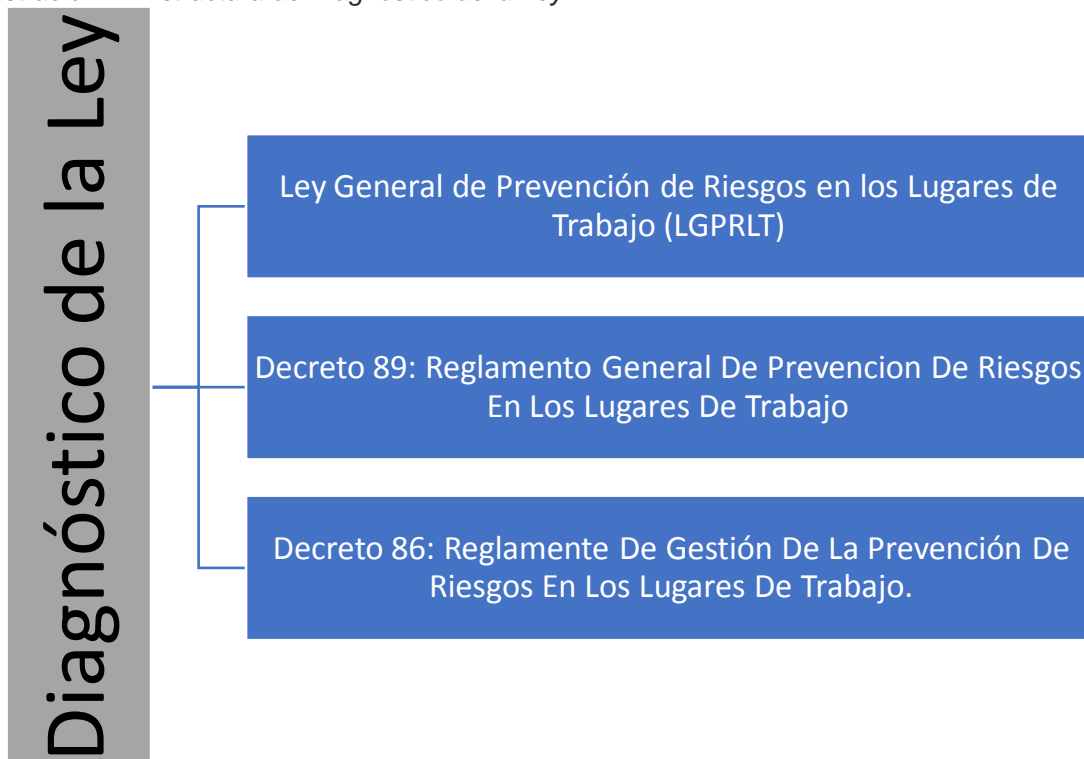 Diagnóstico de la Ley
Ley General de Prevención de Riesgos en los Lugares de
Trabajo (LGPRLT)
Decreto 89: Reglamento General De Prevencion De Riesgos
En Los Lugares De Trabajo
Decreto 86: Reglamente De Gestión De La Prevención De
Riesgos En Los Lugares De Trabajo.